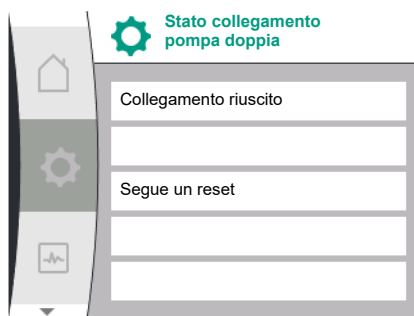 Stato collegamento
pompa doppia
Collegamento riuscito
Segue un reset